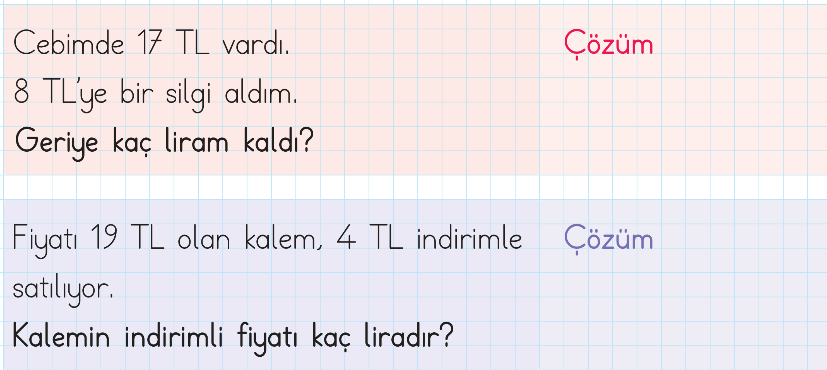 Cebimde 17 TL vardı.
Çözüm
8 TL'ye bir silgi aldım.
Geriye kaç liram kaldı?
Fiyatı 19 TL olan kalem, 4 TL indirimle
Çözüm
satılıyor.
Kalemin indirimli fiyatı kaç liradır?